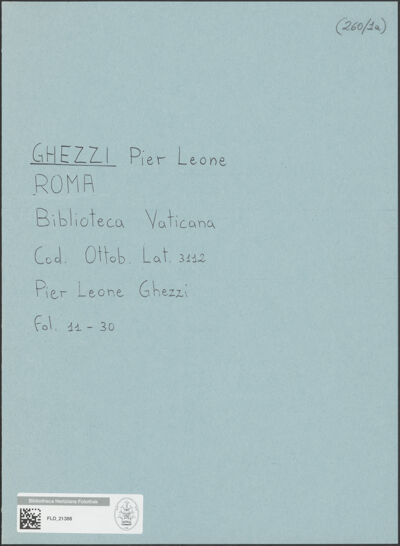 (260/1a)
GHEZZI Pier Leone
ROMA
Biblioteca Vaticana
Cod. Ottob. Lat. 3112
Pier Leone Ghezzi
Fol. 11 - 30
Bibliotheca Hertziana Fotothek
FLD_21386